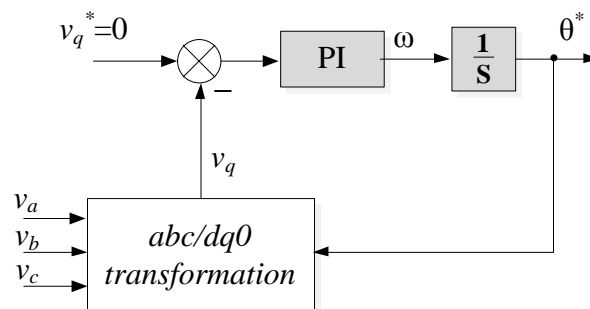 v_q^*=0
PI
ω
1
S
θ^*
−
v_q
v_a
v_b
v_c
abc/dq0
transformation